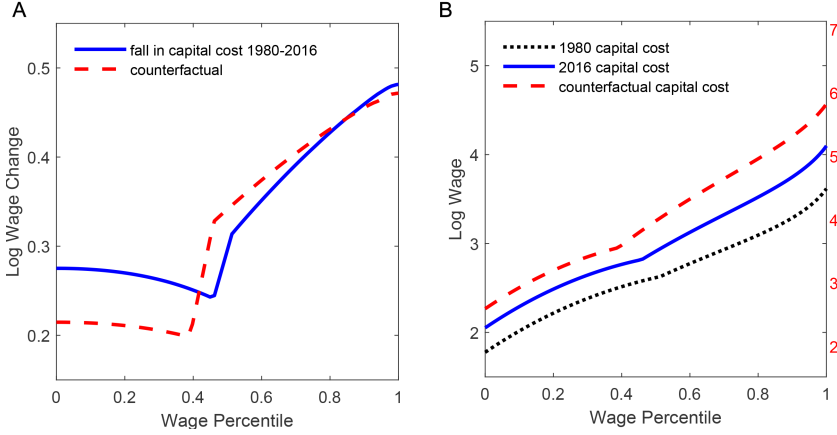 A
fall in capital cost 1980-2016
counterfactual
0.5
0.4
0.3
0.2
Log Wage Change
0 0.2 0.4 0.6 0.8 1
Wage Percentile
B
1980 capital cost
2016 capital cost
counterfactual capital cost
5
4
3
2
Log Wage
7
6
5
4
3
2
0 0.2 0.4 0.6 0.8 1
Wage Percentile